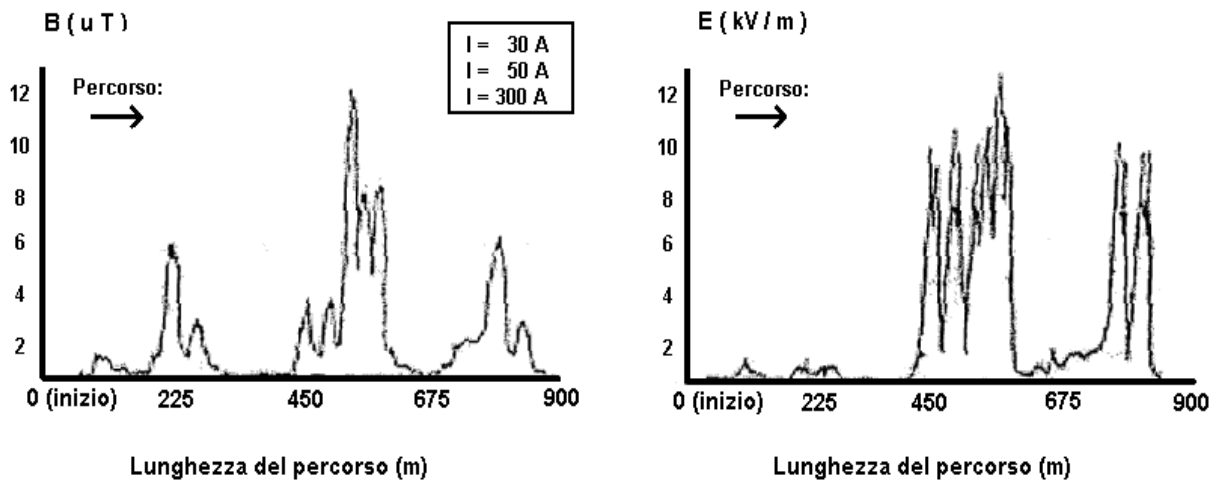 B ( u T )
I = 30 A
I = 50 A
I = 300 A
Percorso:
12
10
8
6
4
2
0 (inizio) 225 450 675 900
Lunghezza del percorso (m)
E ( kV / m )
Percorso:
12
10
8
6
4
2
0 (inizio) 225 450 675 900
Lunghezza del percorso (m)